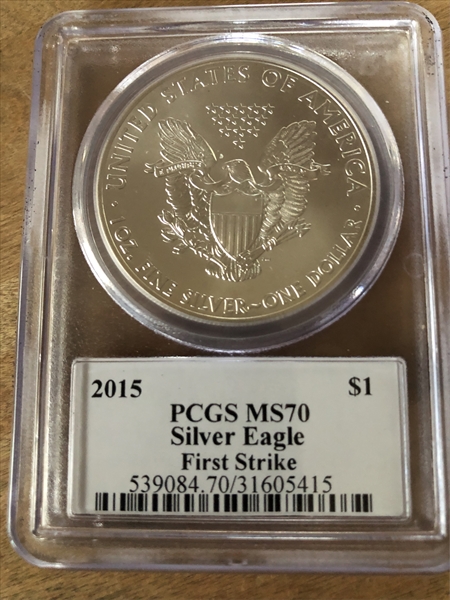 UNITED STATES OF AMERICA
1 OZ. FINE SILVER~ONE DOLLAR
2015 $1
PCGS MS70
Silver Eagle
First Strike
539084.70/31605415